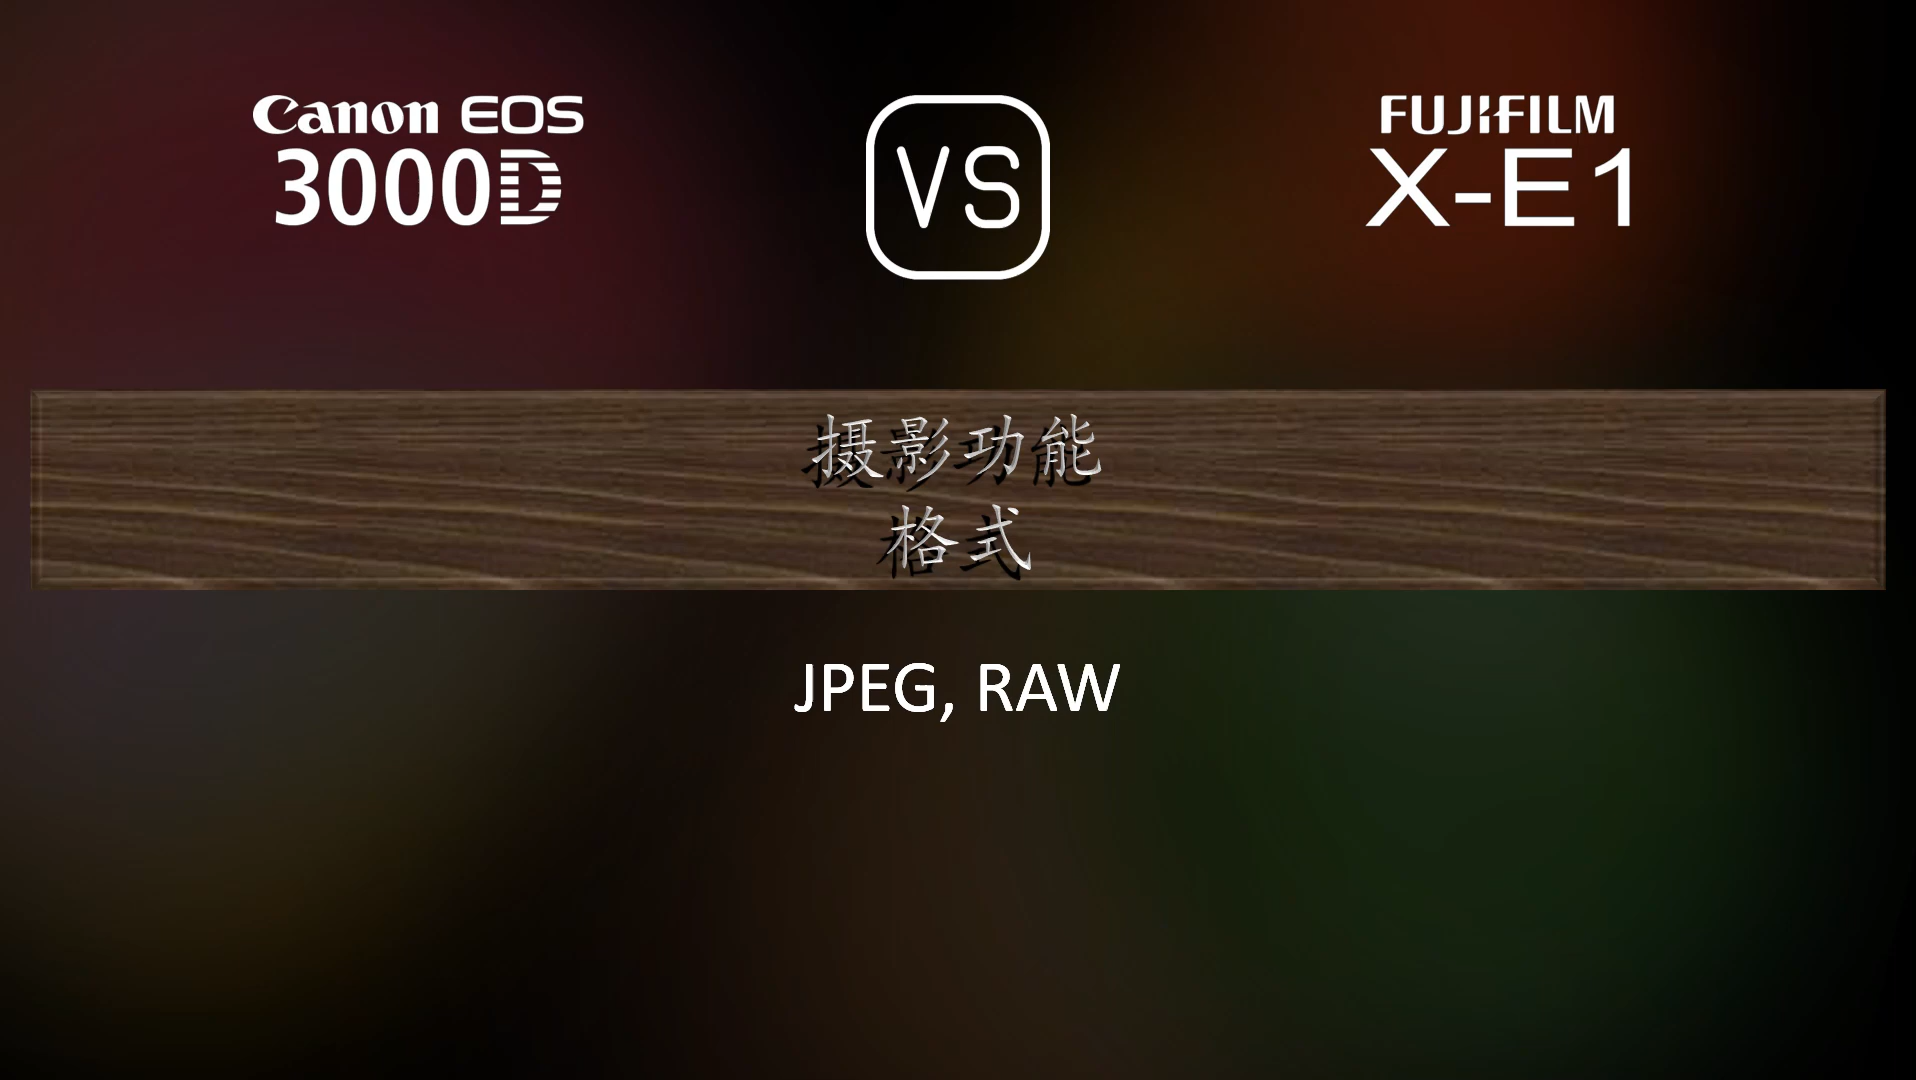 Canon EOS
3000D
VS
FUJIFILM
X-E1
摄影功能
格式
JPEG, RAW